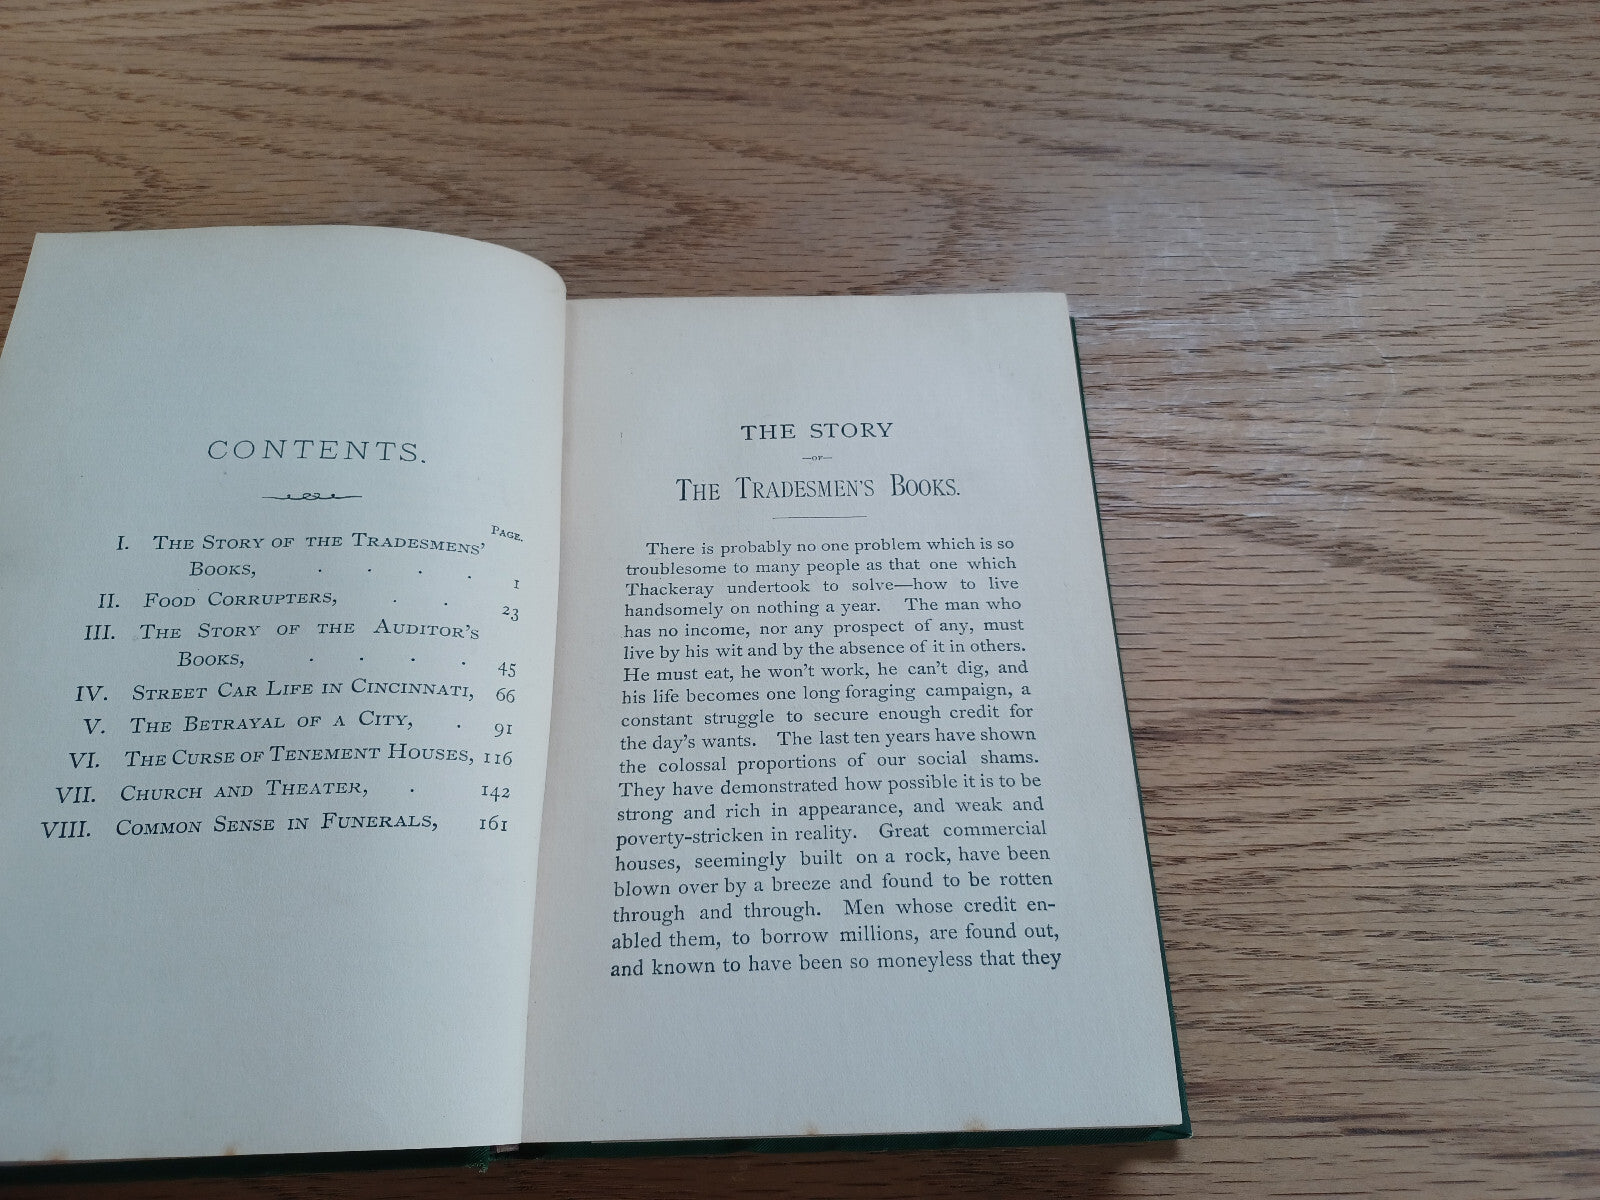 CONTENTS.
PAGE.
I. THE STORY OF THE TRADESMENS'
BOOKS, . . . . 1
II. FOOD CORRUPTERS, . . 23
III. THE STORY OF THE AUDITOR'S
BOOKS, . . . . 45
IV. STREET CAR LIFE IN CINCINNATI, 66
V. THE BETRAYAL OF A CITY, . 91
VI. THE CURSE OF TENEMENT HOUSES, 116
VII. CHURCH AND THEATER, . 142
VIII. COMMON SENSE IN FUNERALS, 161
THE STORY
—OF—
THE TRADESMEN'S BOOKS.
There is probably no one problem which is so
troublesome to many people as that one which
Thackeray undertook to solve—how to live
handsomely on nothing a year. The man who
has no income, nor any prospect of any, must
live by his wit and by the absence of it in others.
He must eat, he won't work, he can't dig, and
his life becomes one long foraging campaign, a
constant struggle to secure enough credit for
the day's wants. The last ten years have shown
the colossal proportions of our social shams.
They have demonstrated how possible it is to be
strong and rich in appearance, and weak and
poverty-stricken in reality. Great commercial
houses, seemingly built on a rock, have been
blown over by a breeze and found to be rotten
through and through. Men whose credit en-
abled them, to borrow millions, are found out,
and known to have been so moneyless that they